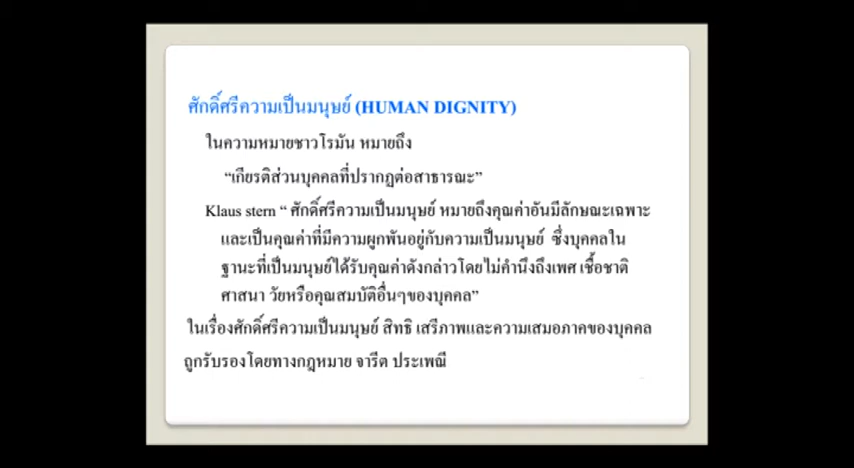 ศักดิ์ศรีความเป็นมนุษย์ (HUMAN DIGNITY)
ในความหมายชาวโรมัน หมายถึง
“เกียรติส่วนบุคคลที่ปรากฏต่อสาธารณะ”
Klaus stern “ ศักดิ์ศรีความเป็นมนุษย์ หมายถึงคุณค่าอันมีลักษณะเฉพาะ
และเป็นคุณค่าที่มีความผูกพันอยู่กับความเป็นมนุษย์ ซึ่งบุคคลใน
ฐานะที่เป็นมนุษย์ได้รับคุณค่าดังกล่าวโดยไม่คำนึงถึงเพศ เชื้อชาติ
ศาสนา วัยหรือคุณสมบัติอื่นๆของบุคคล”
ในเรื่องศักดิ์ศรีความเป็นมนุษย์ สิทธิ เสรีภาพและความเสมอภาคของบุคคล
ถูกรับรองโดยทางกฎหมาย จารีต ประเพณี